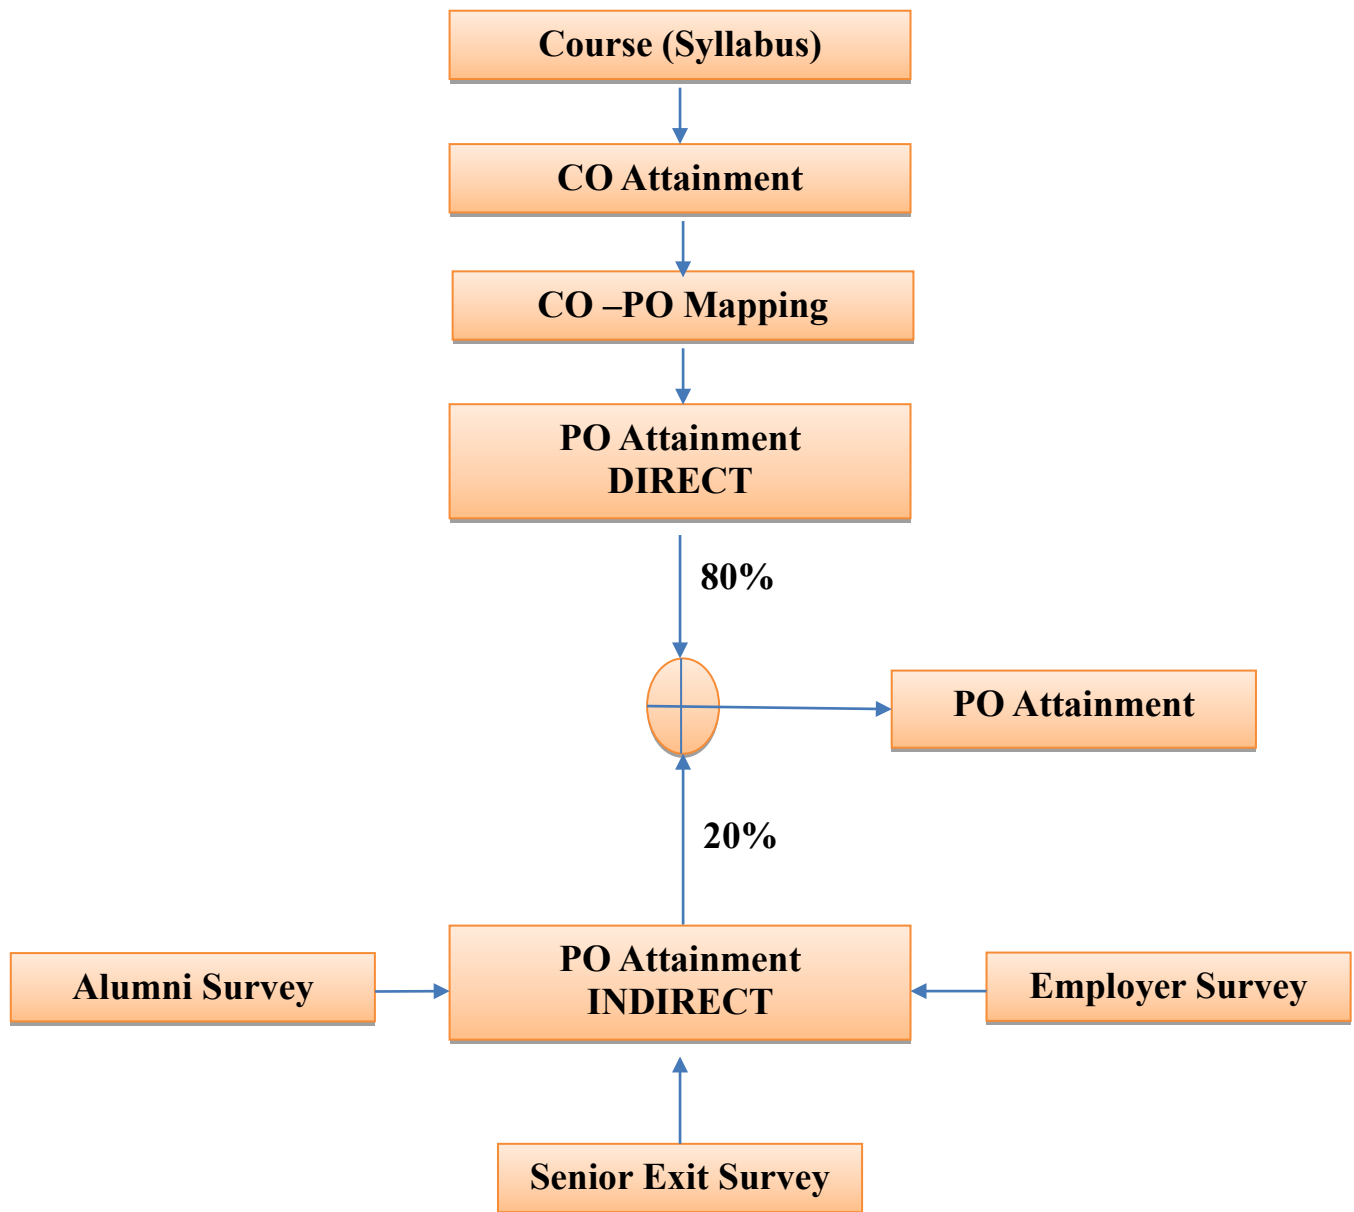 Course (Syllabus)
CO Attainment
CO –PO Mapping
PO Attainment
DIRECT
80%
PO Attainment
20%
PO Attainment
INDIRECT
Alumni Survey
Employer Survey
Senior Exit Survey